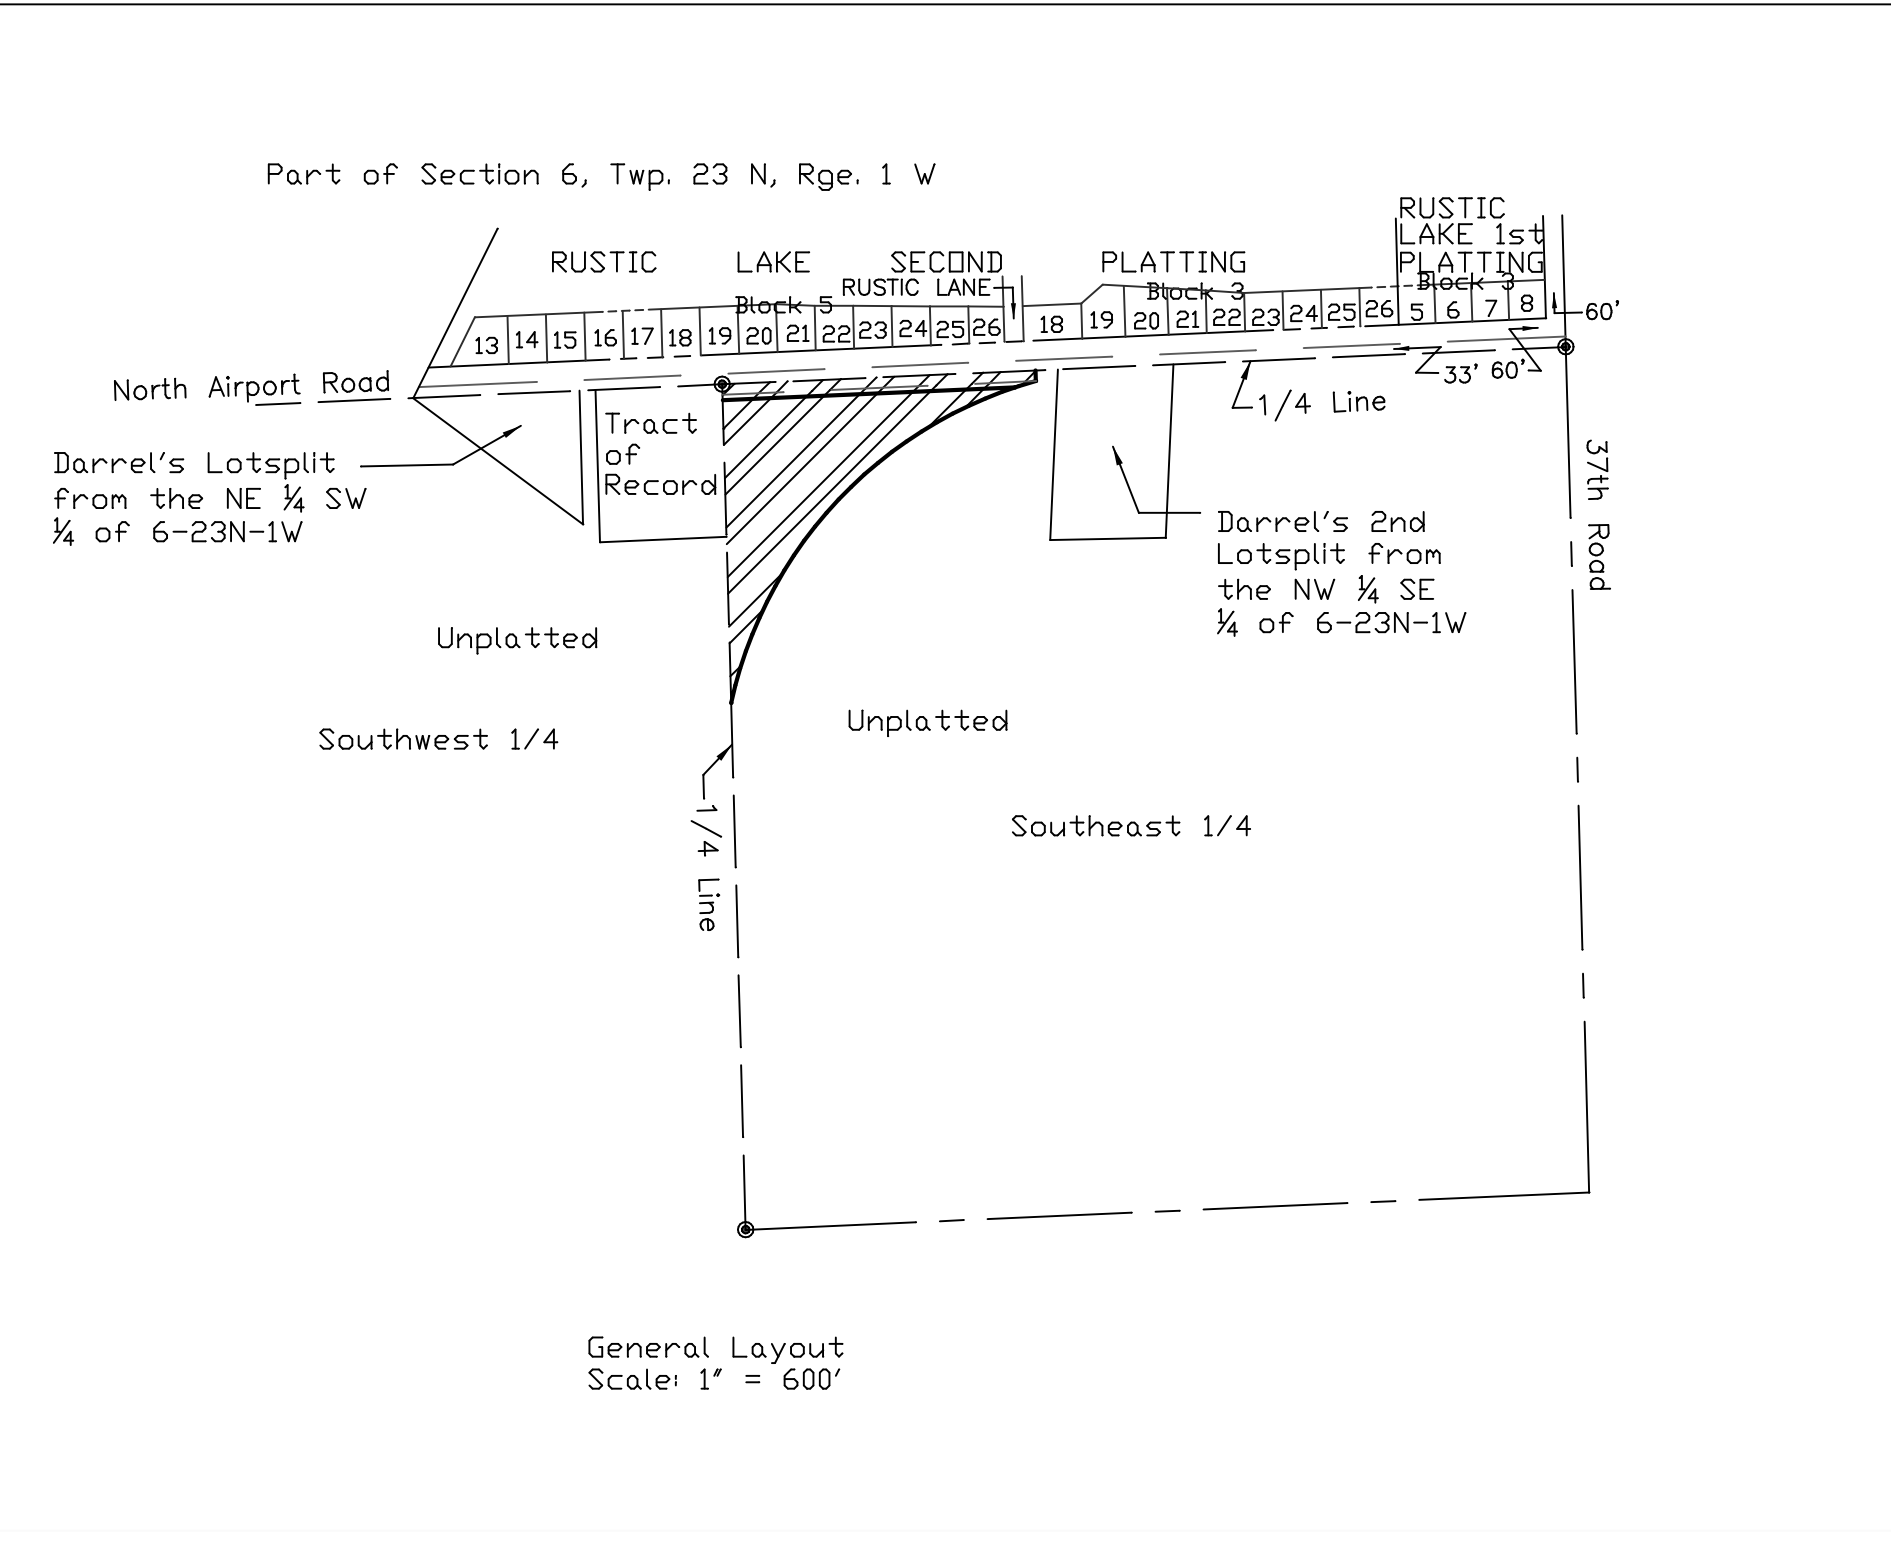 Part of Section 6, Twp. 23 N, Rge. 1 W
RUSTIC
LAKE 1st
PLATTING
Block 3
RUSTIC LAKE SECOND PLATTING
RUSTIC LANE
Block 5
Block 3
13 14 15 16 17 18 19 20 21 22 23 24 25 26
18 19 20 21 22 23 24 25 26
5 6 7 8
60'
33' 60'
North Airport Road
1/4 Line
Tract
of
Record
Darrel's Lotsplit
from the NE ¼ SW
¼ of 6-23N-1W
37th Road
Darrel's 2nd
Lotsplit from
the NW ¼ SE
¼ of 6-23N-1W
Unplatted
Unplatted
Southwest 1/4
1/4 Line
Southeast 1/4
General Layout
Scale: 1" = 600'